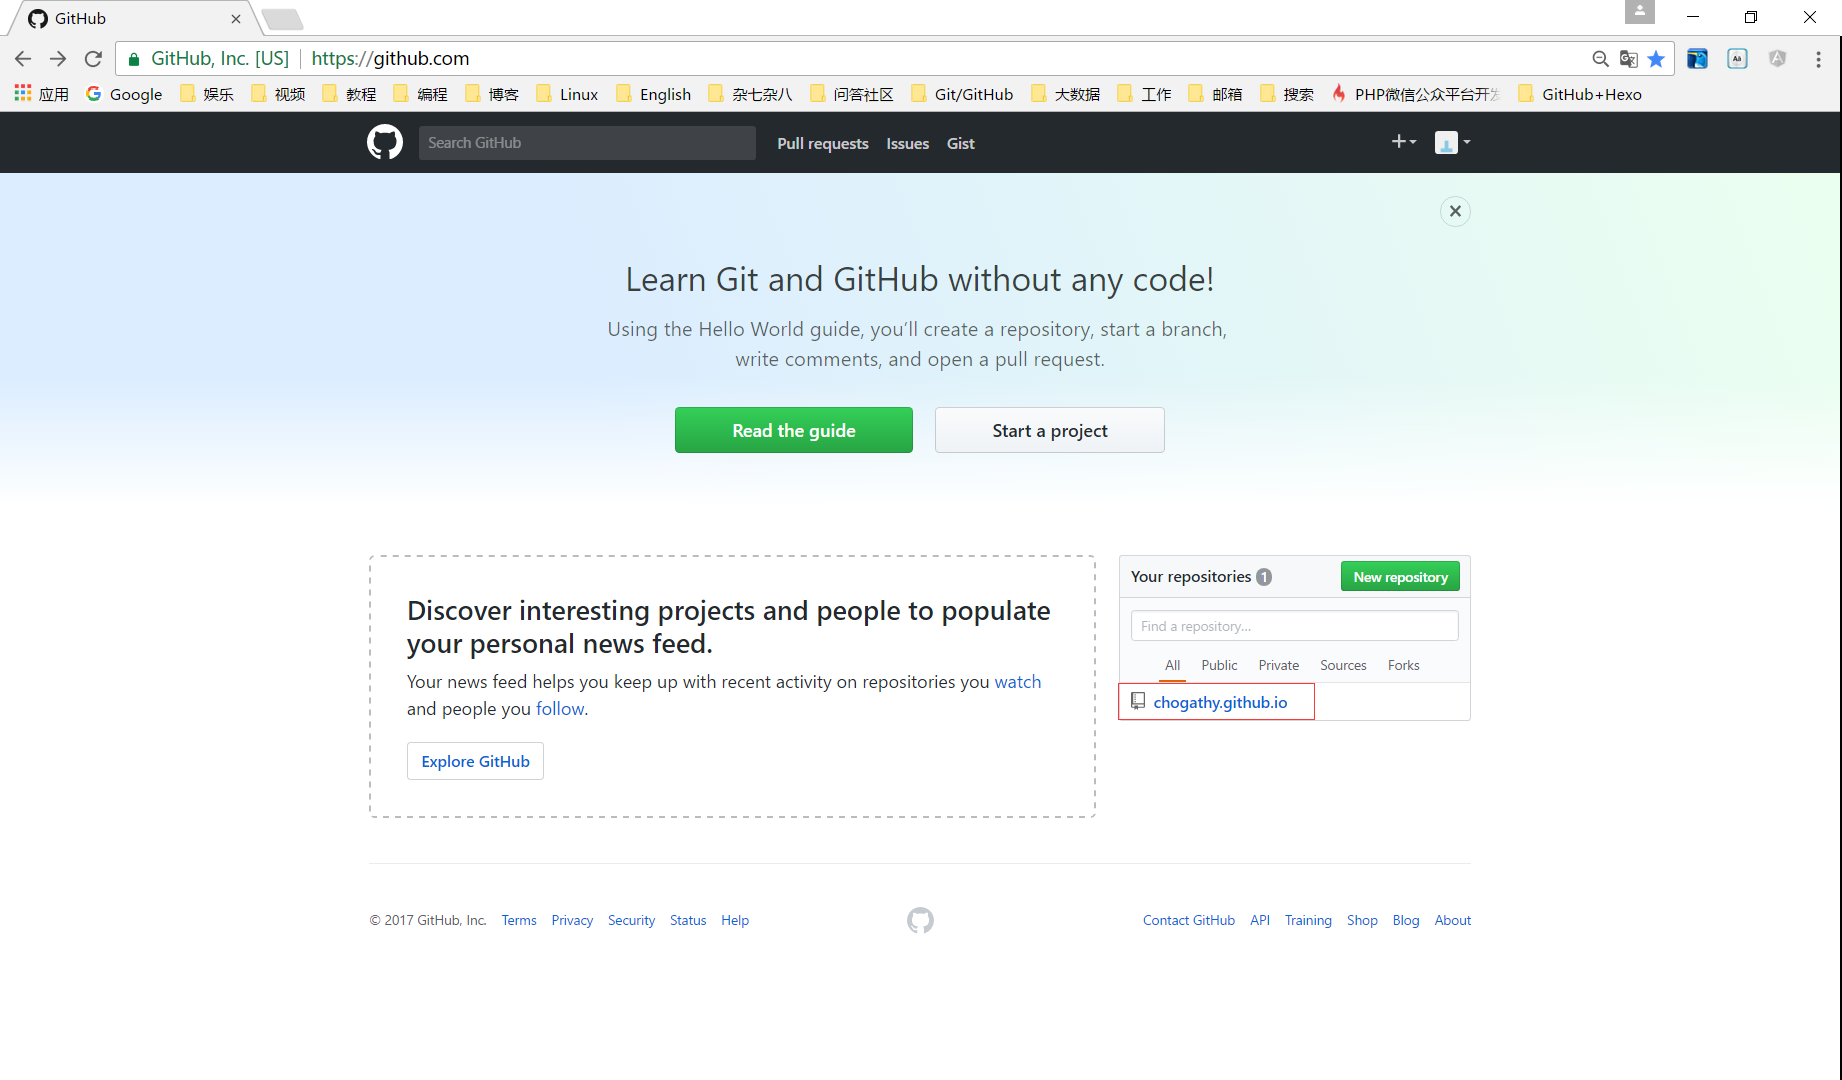 GitHub
GitHub, Inc. [US] https://github.com
应用 Google 娱乐 视频 教程 编程 博客 Linux English 杂七杂八 问答社区 Git/GitHub 大数据 工作 邮箱 搜索 PHP微信公众平台开发 GitHub+Hexo
Search GitHub Pull requests Issues Gist
Learn Git and GitHub without any code!
Using the Hello World guide, you’ll create a repository, start a branch,
write comments, and open a pull request.
Read the guide Start a project
Discover interesting projects and people to populate
your personal news feed.
Your news feed helps you keep up with recent activity on repositories you watch
and people you follow.
Explore GitHub
Your repositories 1 New repository
Find a repository…
All Public Private Sources Forks
chogathy.github.io
© 2017 GitHub, Inc. Terms Privacy Security Status Help
Contact GitHub API Training Shop Blog About